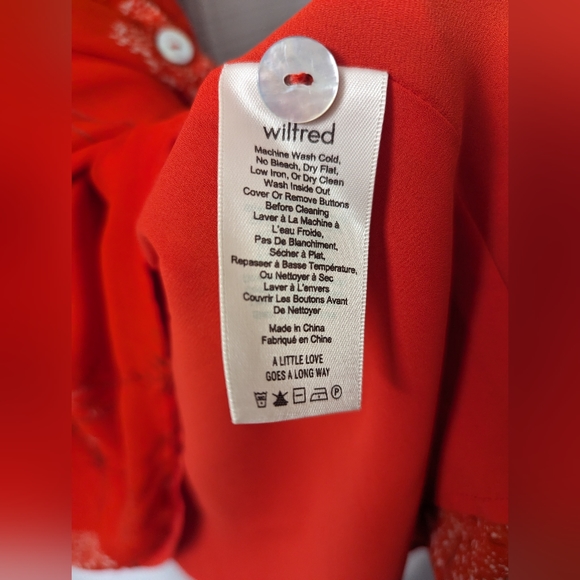 wilfred
Machine Wash Cold,
No Bleach, Dry Flat,
Low Iron, Or Dry Clean
Wash Inside Out
Cover Or Remove Buttons
Before Cleaning
Laver à La Machine à
L'eau Froide,
Pas De Blanchiment,
Sécher à Plat,
Repasser à Basse Température,
Ou Nettoyer à Sec
Laver à L'envers
Couvrir Les Boutons Avant
De Nettoyer
Made in China
Fabriqué en Chine
A LITTLE LOVE
GOES A LONG WAY
P